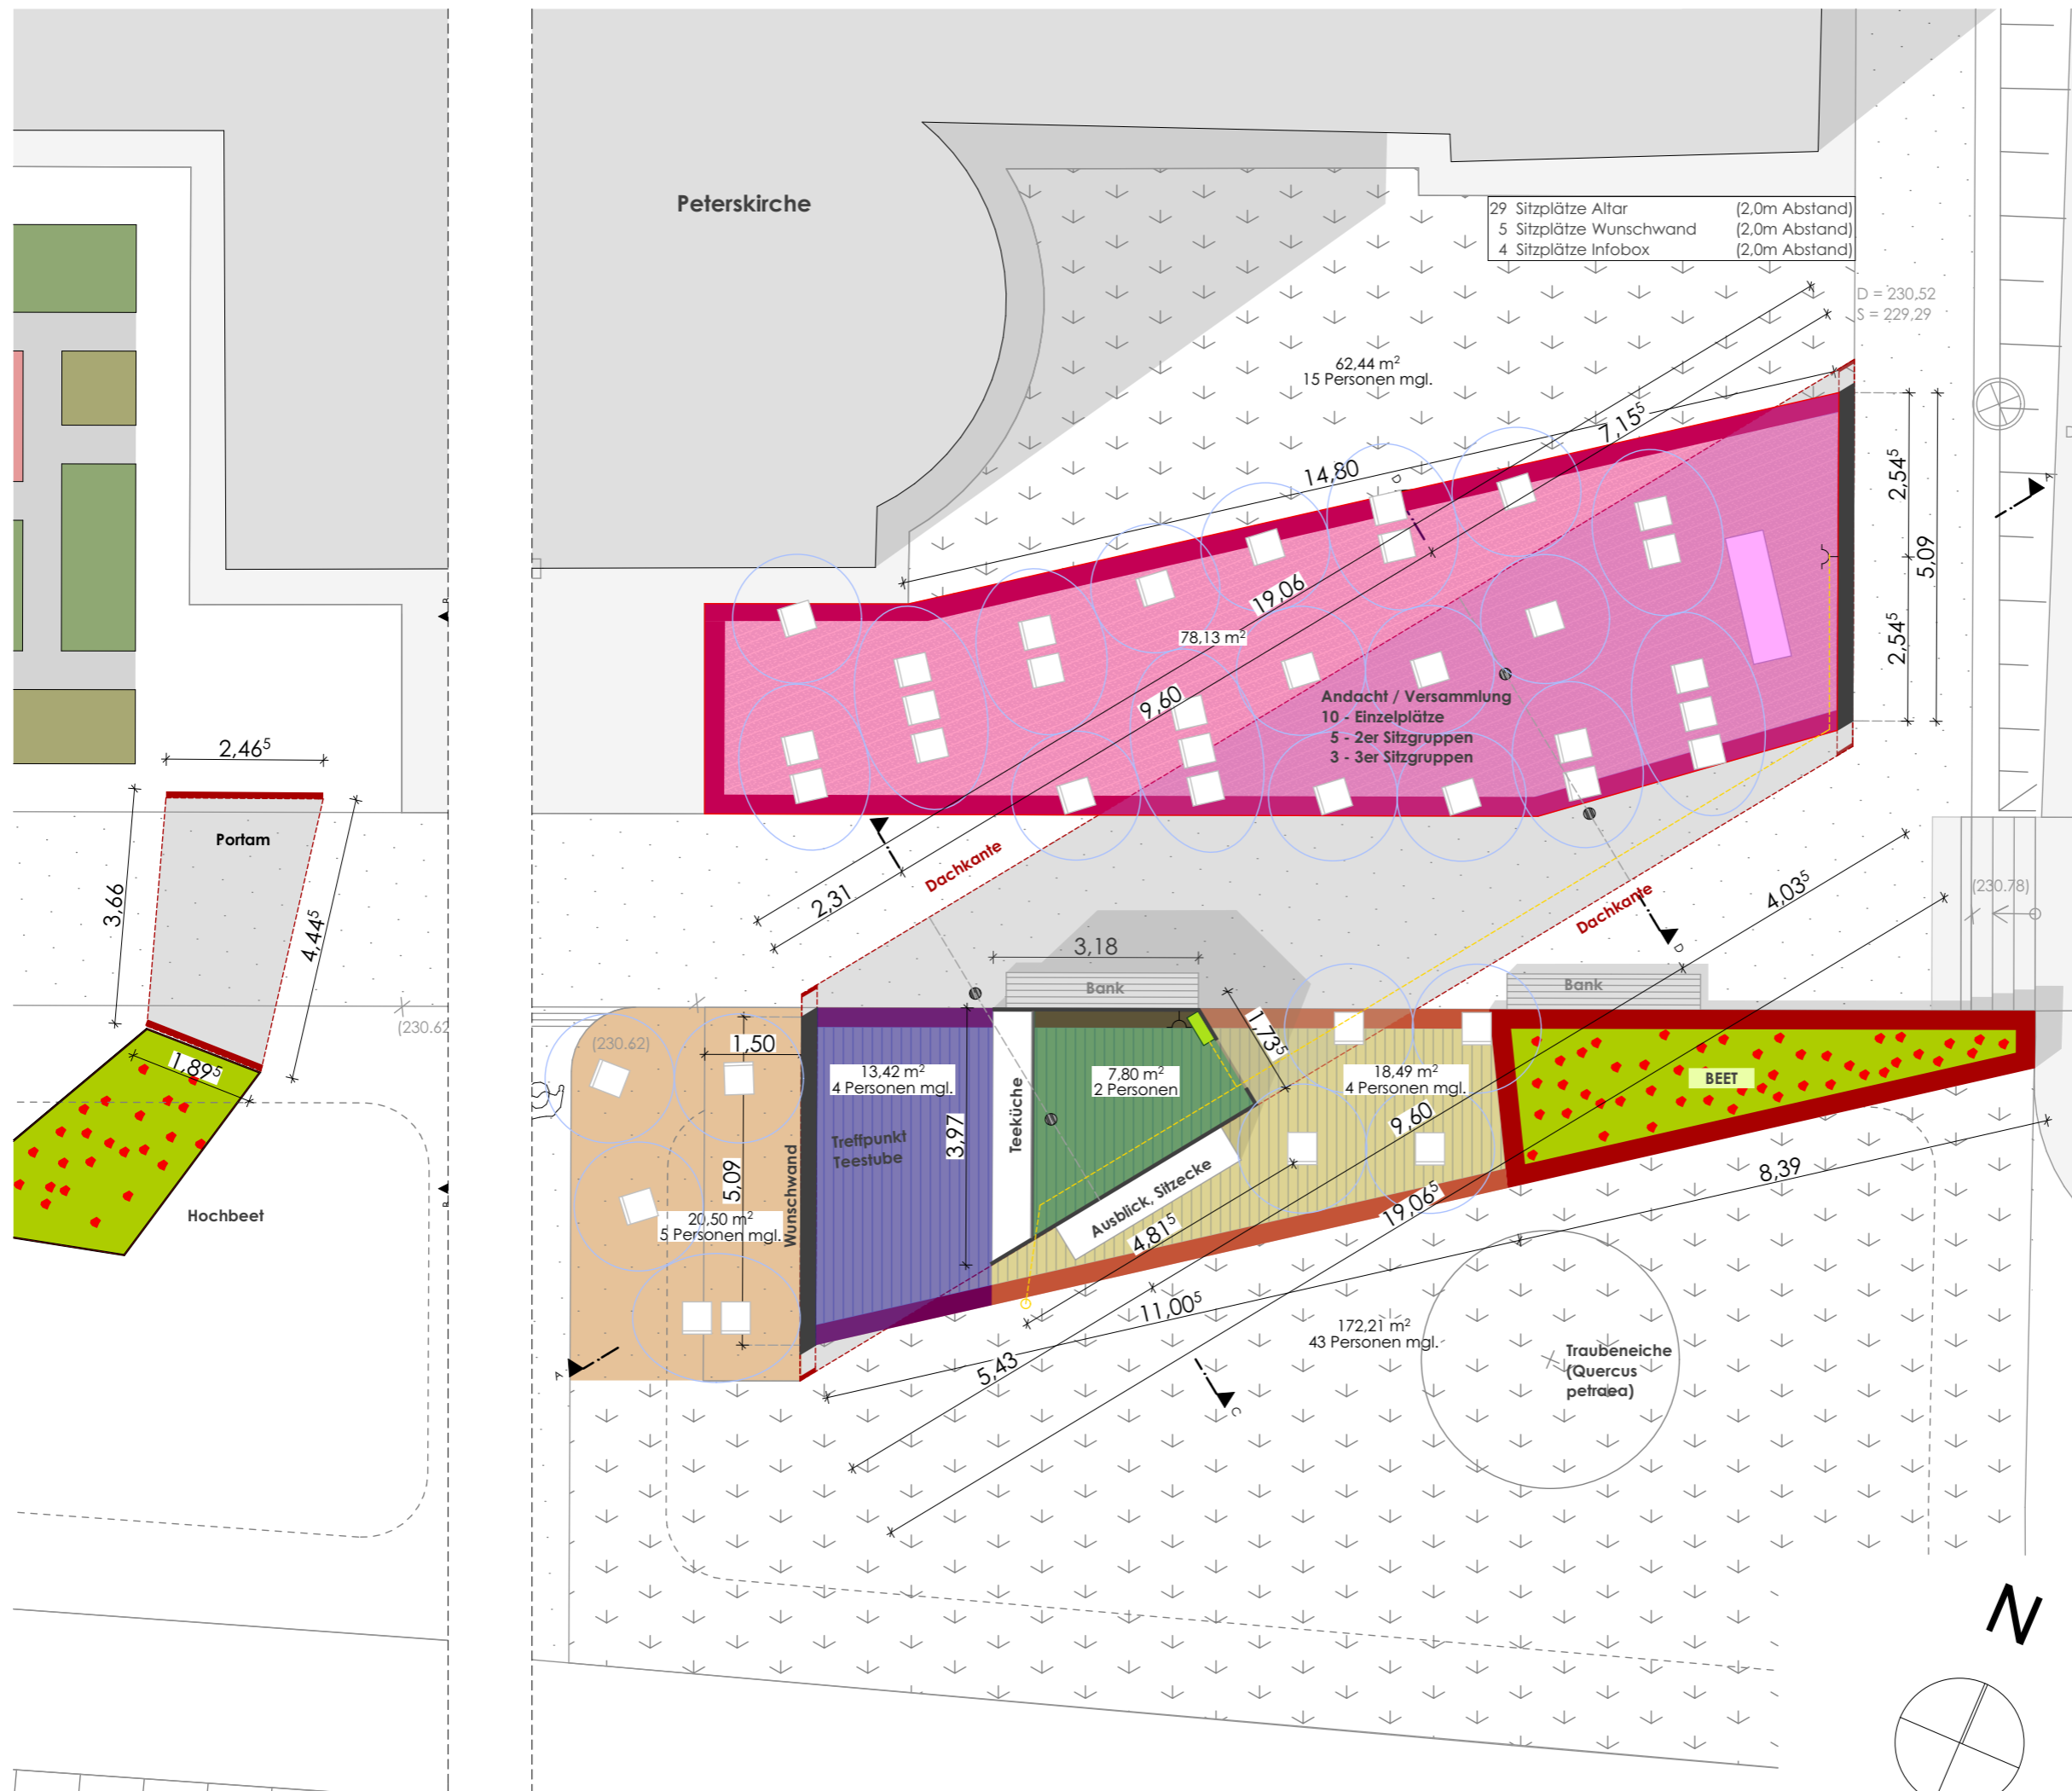 Peterskirche
29 Sitzplätze Altar (2,0m Abstand)
5 Sitzplätze Wunschwand (2,0m Abstand)
4 Sitzplätze Infobox (2,0m Abstand)
D = 230,52
S = 229,29
62,44 m²
15 Personen mgl.
7,15⁵
14,80
D
A
2,54⁵
5,09
2,54⁵
19,06
78,13 m²
9,60
Andacht / Versammlung
10 - Einzelplätze
5 - 2er Sitzgruppen
3 - 3er Sitzgruppen
B
2,46⁵
Portam
3,66
4,44⁵
(230.62
1,89⁵
Hochbeet
B
2,31
Dachkante
Dachkante
4,03⁵
(230.78)
D
3,18
Bank
Bank
(230.62)
1,50
1,73⁵
13,42 m²
4 Personen mgl.
7,80 m²
2 Personen
18,49 m²
4 Personen mgl.
BEET
Teeküche
Treffpunkt
Teestube
3,97
9,60
5,09
Wunschwand
8,39
Ausblick, Sitzecke
19,06⁵
20,50 m²
5 Personen mgl.
4,81⁵
11,00⁵
172,21 m²
43 Personen mgl.
5,43
A
C
Traubeneiche
(Quercus
petraea)
N